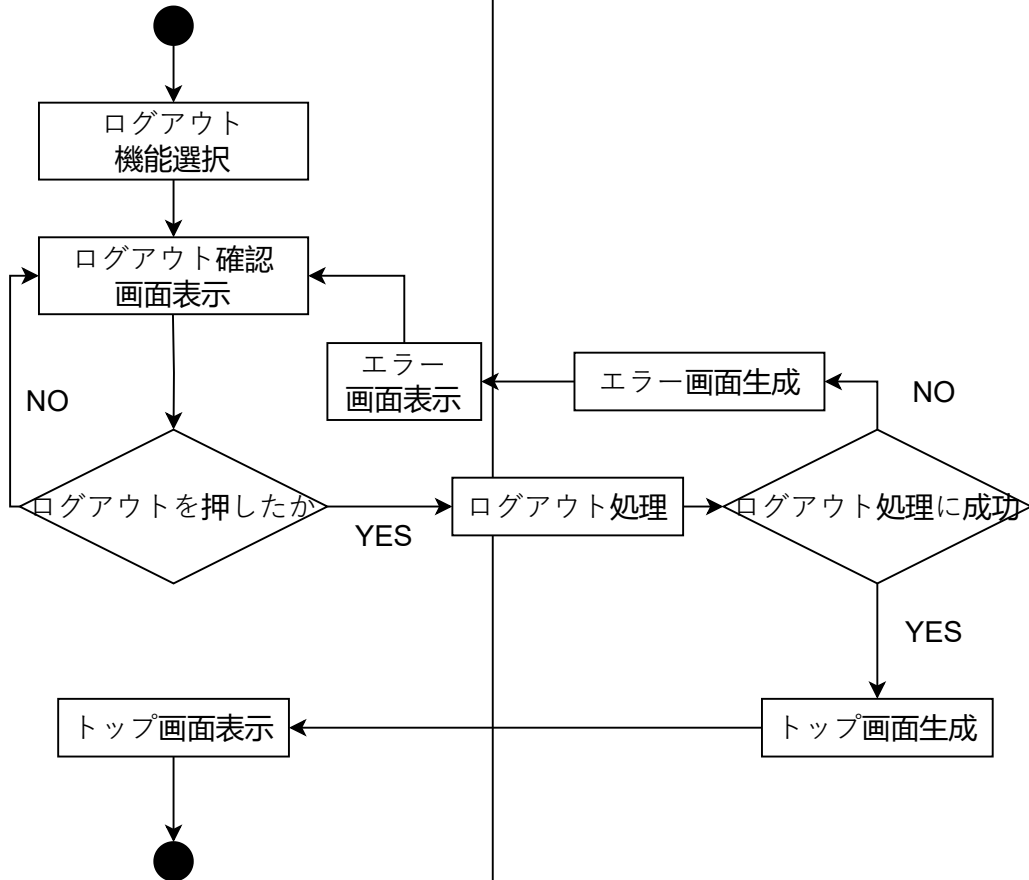 ログアウト
機能選択
ログアウト確認
画面表示
エラー
画面表示
エラー画面生成
NO
NO
ログアウトを押したか
YES
ログアウト処理
ログアウト処理に成功
YES
トップ画面表示
トップ画面生成